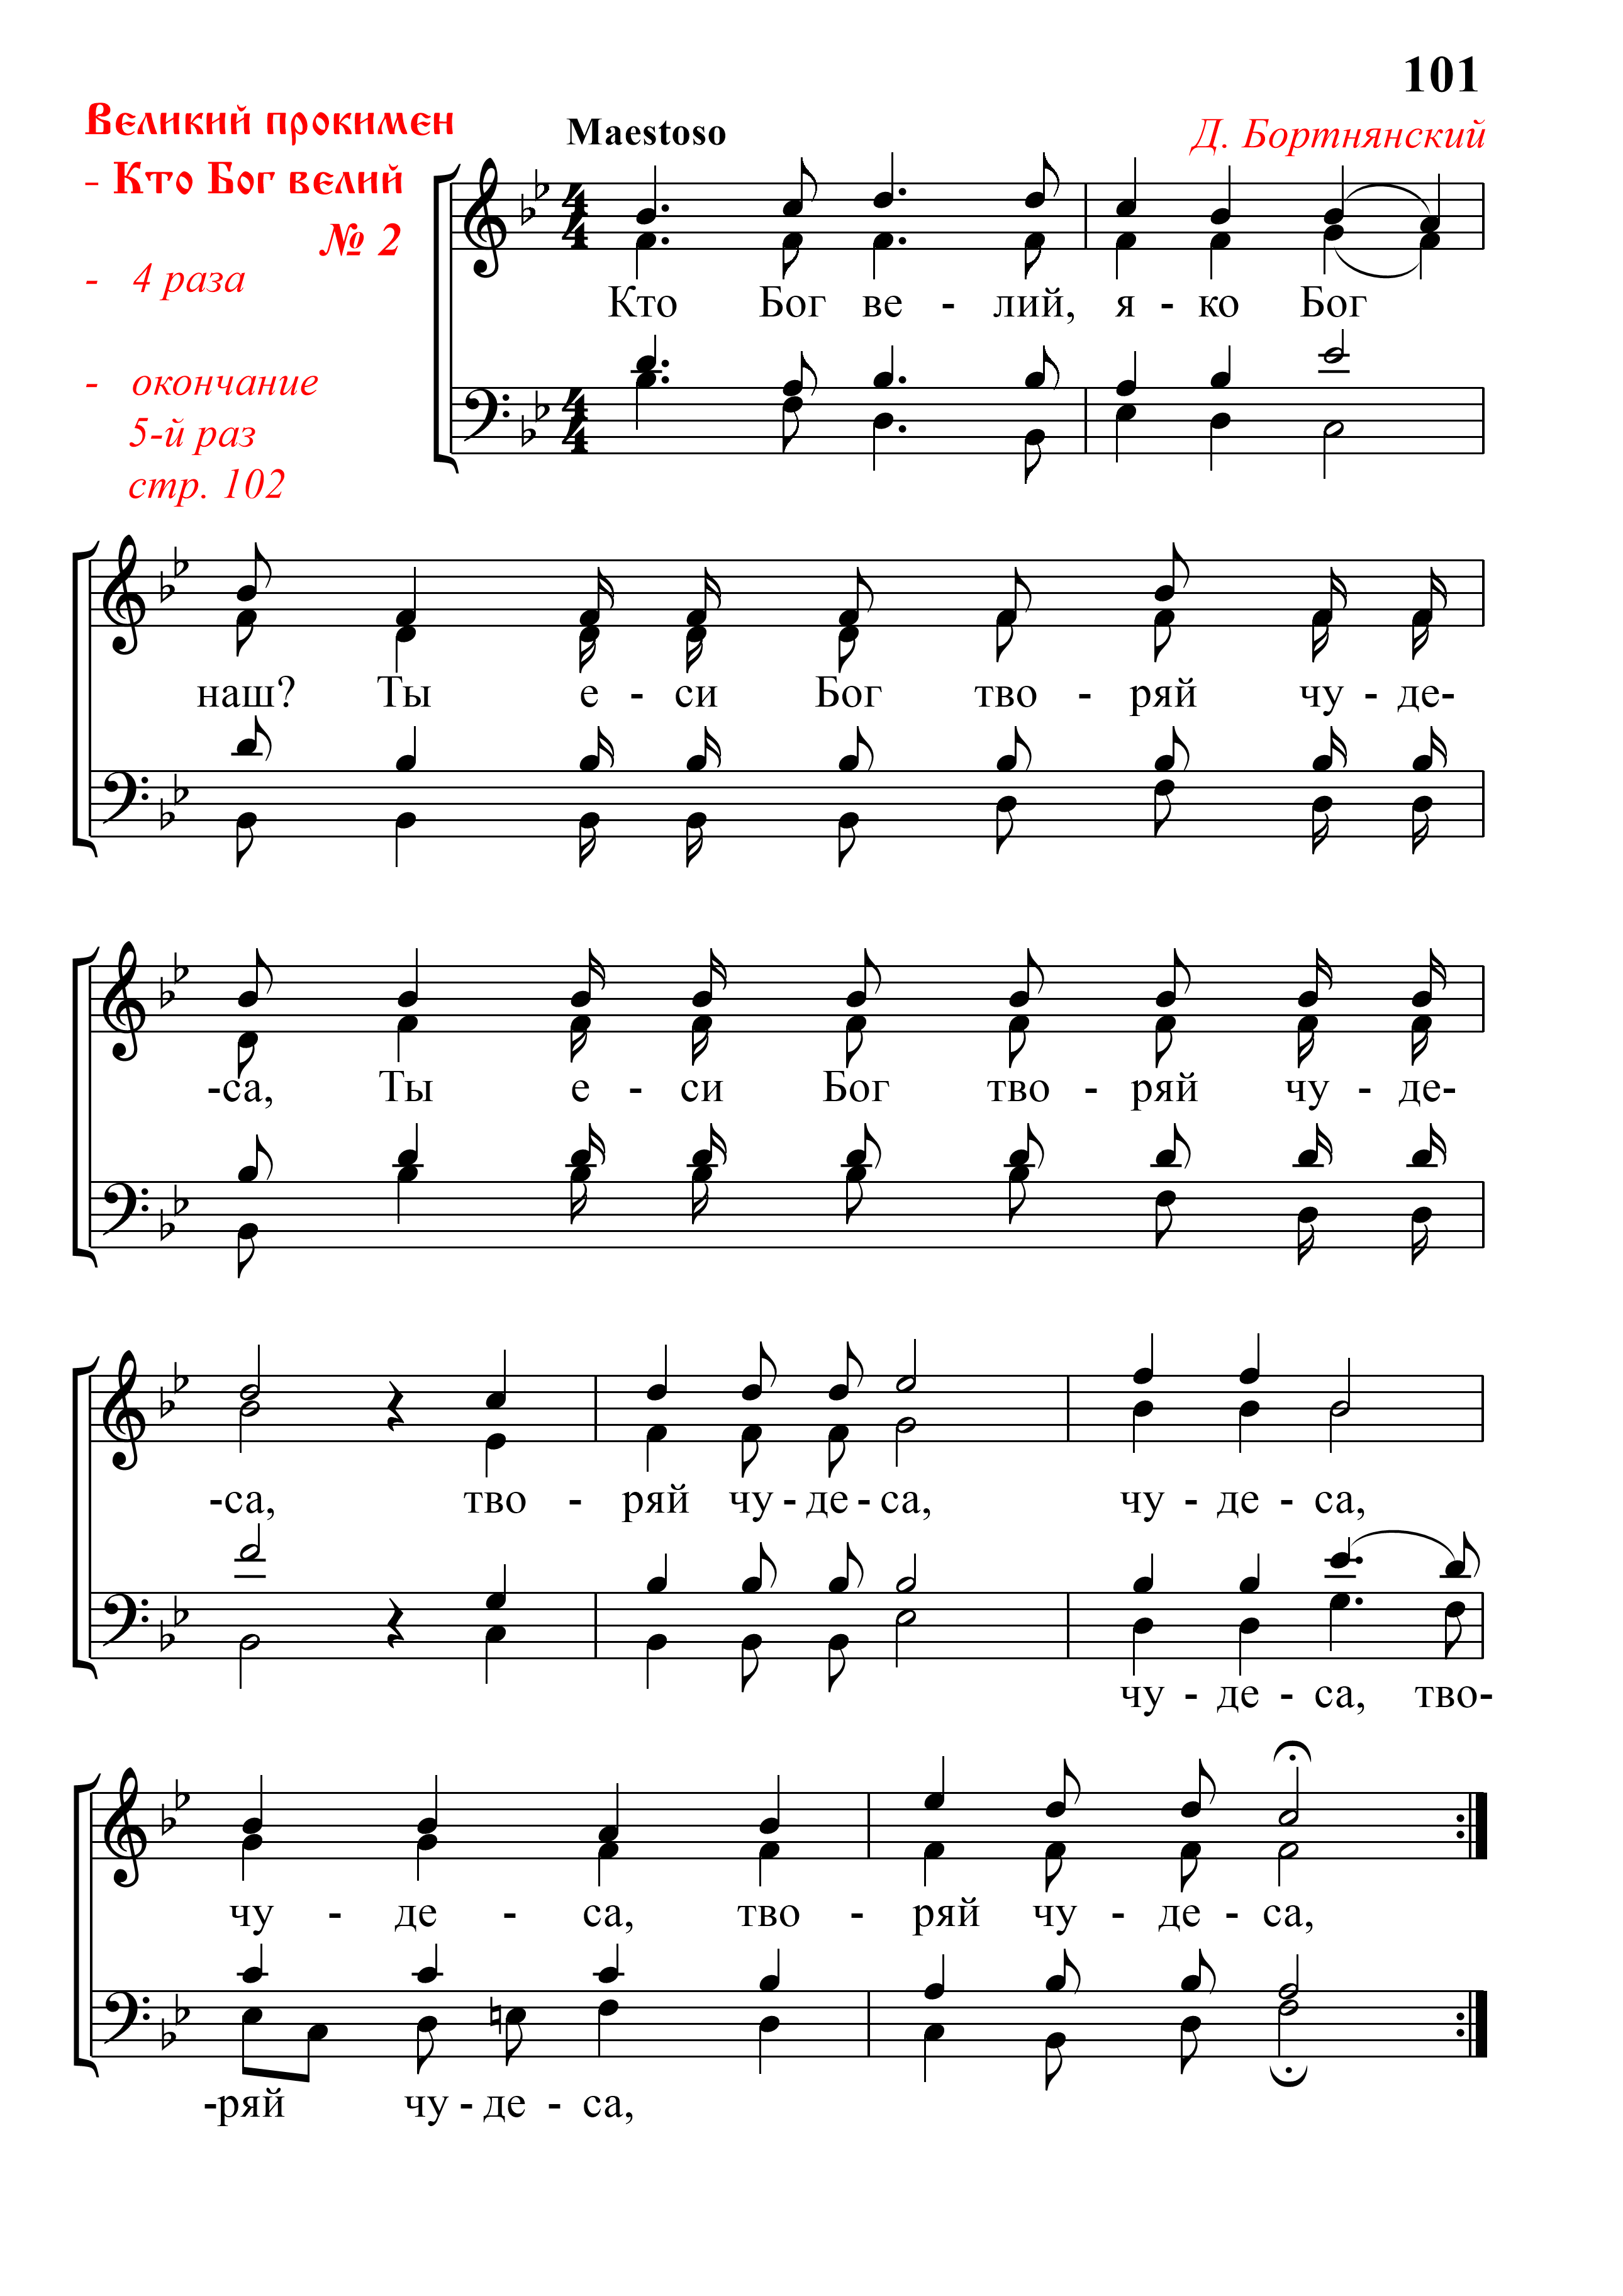 101
Великий прокимен
- Кто Бог велий
№ 2
- 4 раза
- окончание
5-й раз
стр. 102
Maestoso
Д. Бортнянский
Кто Бог ве - лий, я - ко Бог
наш? Ты е - си Бог тво - ряй чу - де-
-са, Ты е - си Бог тво - ряй чу - де-
-са, тво - ряй чу - де - са, чу - де - са,
чу - де - са, тво-
чу - де - са, тво - ряй чу - де - са,
-ряй чу - де - са,